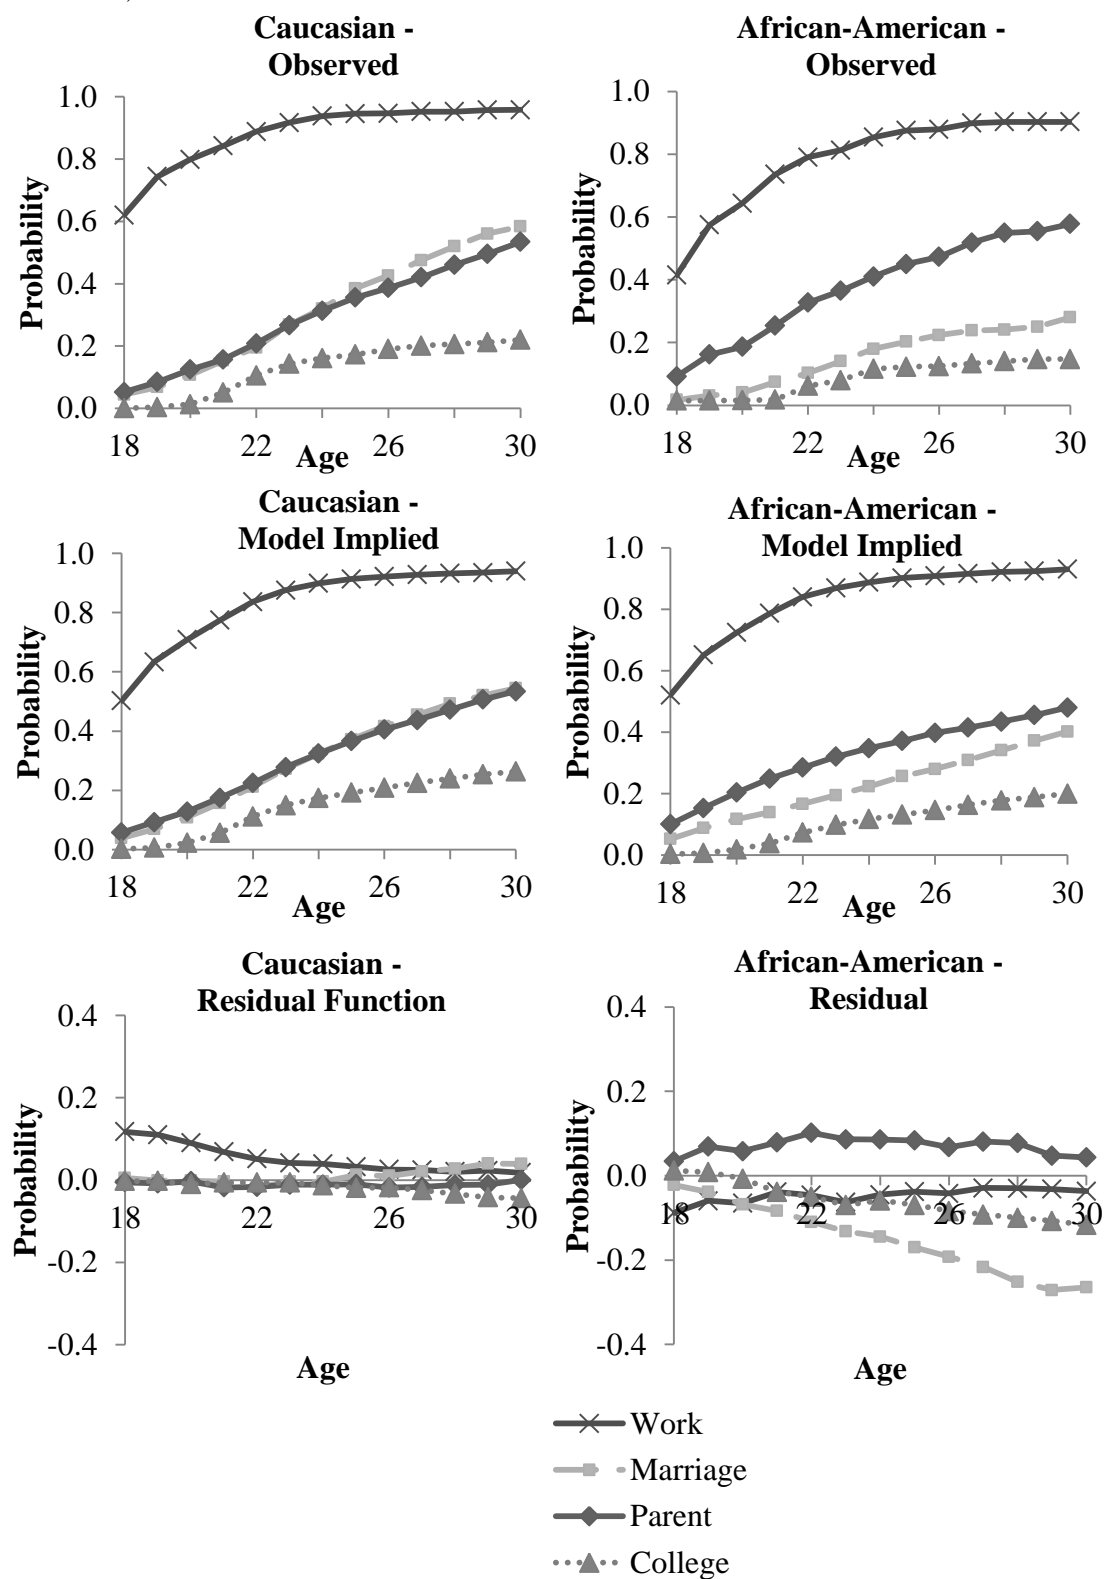 Caucasian -
Observed
1.0
0.8
0.6
0.4
0.2
0.0
Probability
18 22 26 30
Age
African-American -
Observed
1.0
0.8
0.6
0.4
0.2
0.0
Probability
18 22 26 30
Age
Caucasian -
Model Implied
1.0
0.8
0.6
0.4
0.2
0.0
Probability
18 22 26 30
Age
African-American -
Model Implied
1.0
0.8
0.6
0.4
0.2
0.0
Probability
18 22 26 30
Age
Caucasian -
Residual Function
0.4
0.2
0.0
-0.2
-0.4
Probability
18 22 26 30
Age
African-American -
Residual
0.4
0.2
0.0
-0.2
-0.4
Probability
18 22 26 30
Age
Work
Marriage
Parent
College